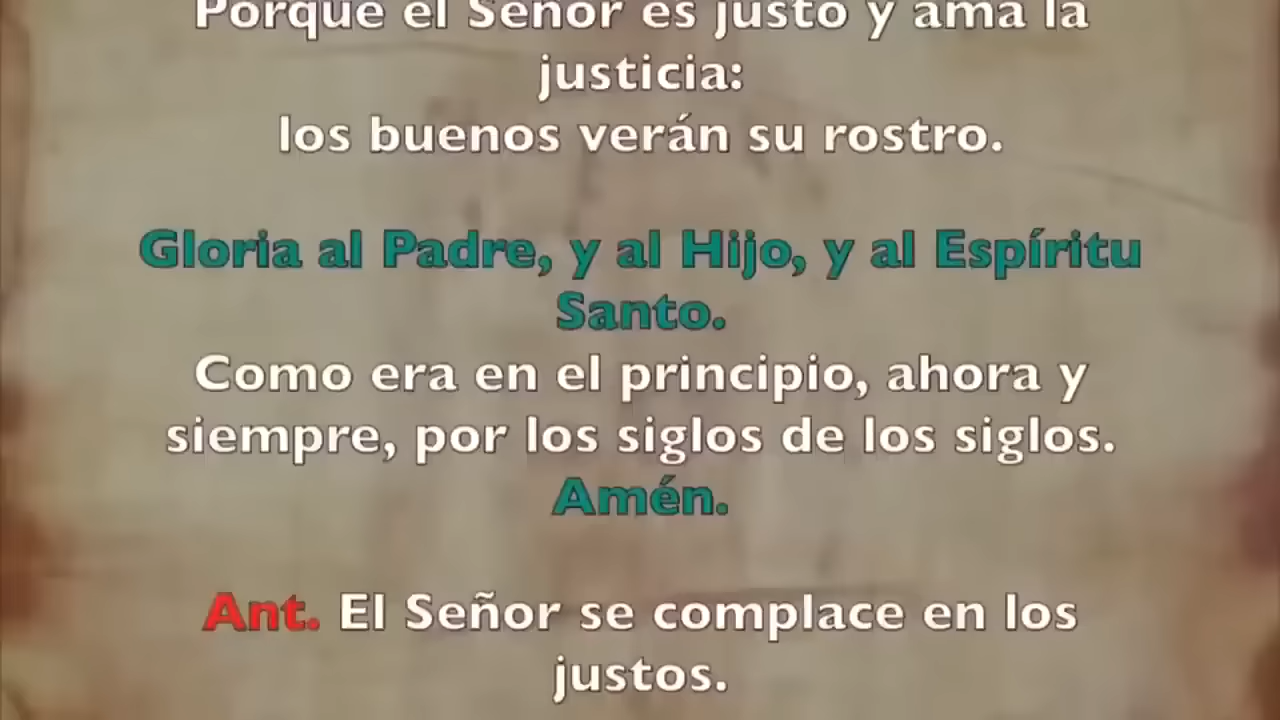 Porque el Señor es justo y ama la
justicia:
los buenos verán su rostro.
Gloria al Padre, y al Hijo, y al Espíritu
Santo.
Como era en el principio, ahora y
siempre, por los siglos de los siglos.
Amén.
Ant. El Señor se complace en los
justos.